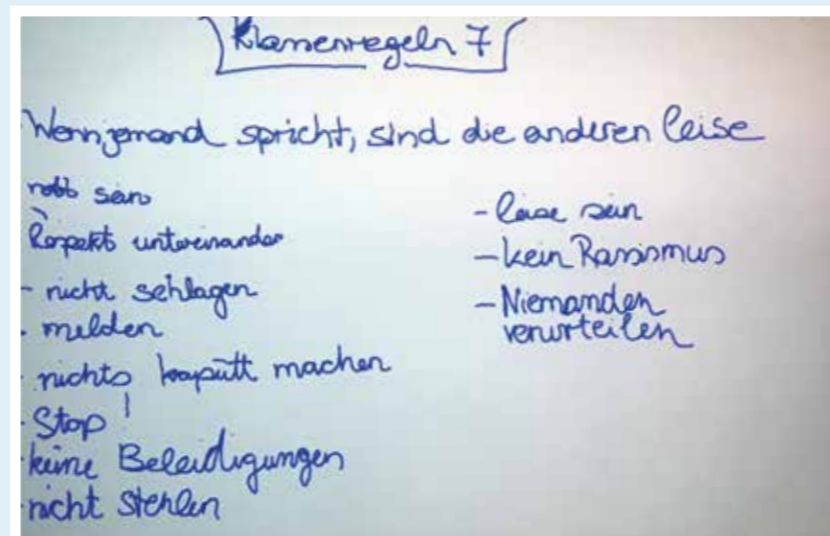 Klassenregeln 7
Wenn jemand spricht, sind die anderen leise
nett sein
Respekt untereinander
- nicht schlagen
- melden
- nichts kaputt machen
- Stop!
- keine Beleidigungen
- nicht stehlen
- leise sein
- kein Rassismus
- Niemanden
verurteilen